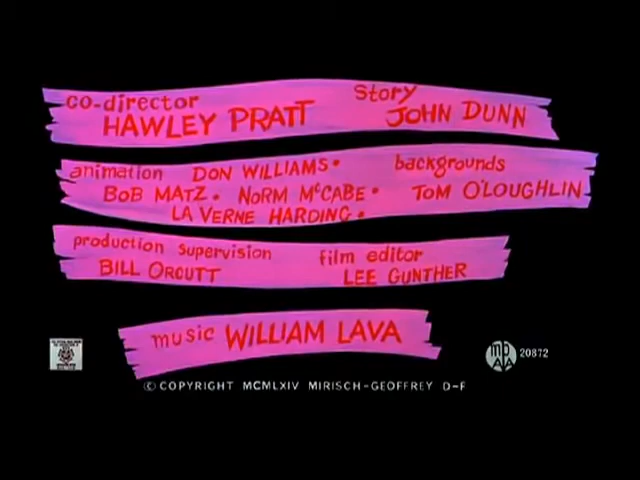 co-director Story
HAWLEY PRATT JOHN DUNN
animation DON WILLIAMS• backgrounds
BOB MATZ• NORM McCABE• TOM O'LOUGHLIN
LA VERNE HARDING•
production supervision film editor
BILL ORCUTT LEE GUNTHER
music WILLIAM LAVA
mpaa 20872
© COPYRIGHT MCMLXIV MIRISCH-GEOFFREY D-F